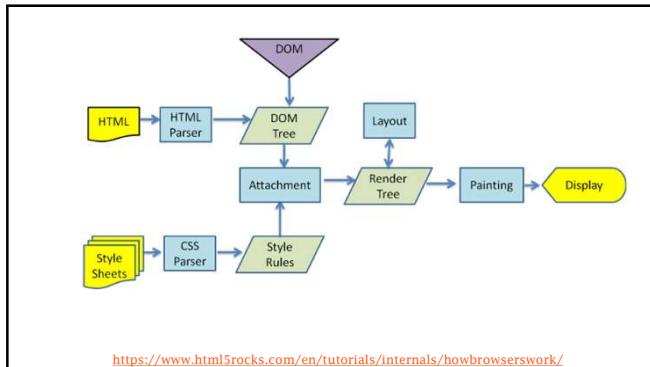 DOM
HTML
HTML
Parser
DOM
Tree
Layout
Attachment
Render
Tree
Painting
Display
Style
Sheets
CSS
Parser
Style
Rules
https://www.html5rocks.com/en/tutorials/internals/howbrowserswork/